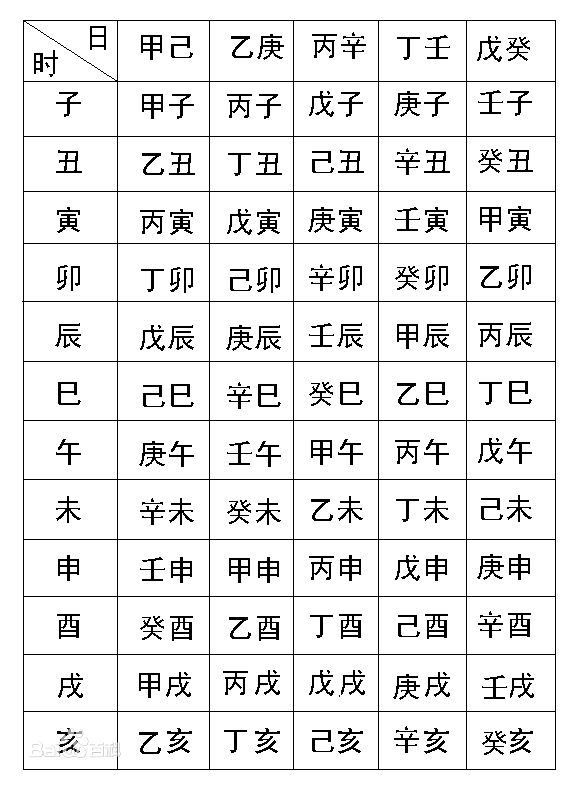 日 甲己 乙庚 丙辛 丁壬 戊癸
时
子 甲子 丙子 戊子 庚子 壬子
丑 乙丑 丁丑 己丑 辛丑 癸丑
寅 丙寅 戊寅 庚寅 壬寅 甲寅
卯 丁卯 己卯 辛卯 癸卯 乙卯
辰 戊辰 庚辰 壬辰 甲辰 丙辰
巳 己巳 辛巳 癸巳 乙巳 丁巳
午 庚午 壬午 甲午 丙午 戊午
未 辛未 癸未 乙未 丁未 己未
申 壬申 甲申 丙申 戊申 庚申
酉 癸酉 乙酉 丁酉 己酉 辛酉
戌 甲戌 丙戌 戊戌 庚戌 壬戌
亥 乙亥 丁亥 己亥 辛亥 癸亥
Bai百科